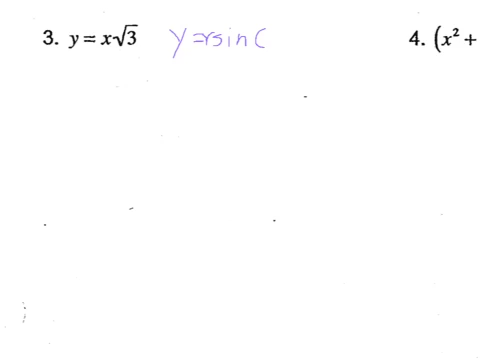 3. y = x√3 y=rsin(
4. (x² +